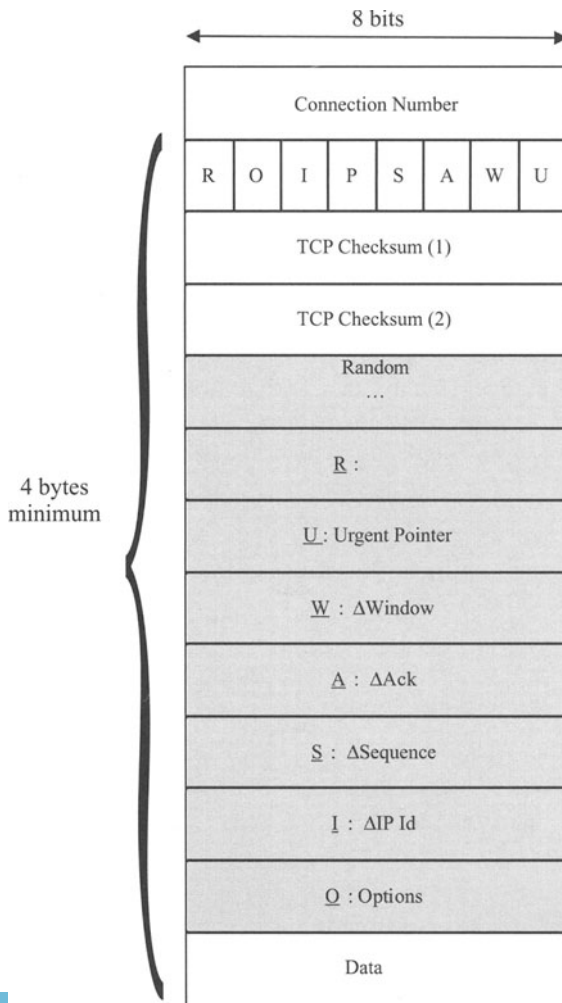 8 bits
Connection Number
R O I P S A W U
TCP Checksum (1)
TCP Checksum (2)
Random
...
R :
4 bytes
minimum
U : Urgent Pointer
W : ΔWindow
A : ΔAck
S : ΔSequence
I : ΔIP Id
O : Options
Data